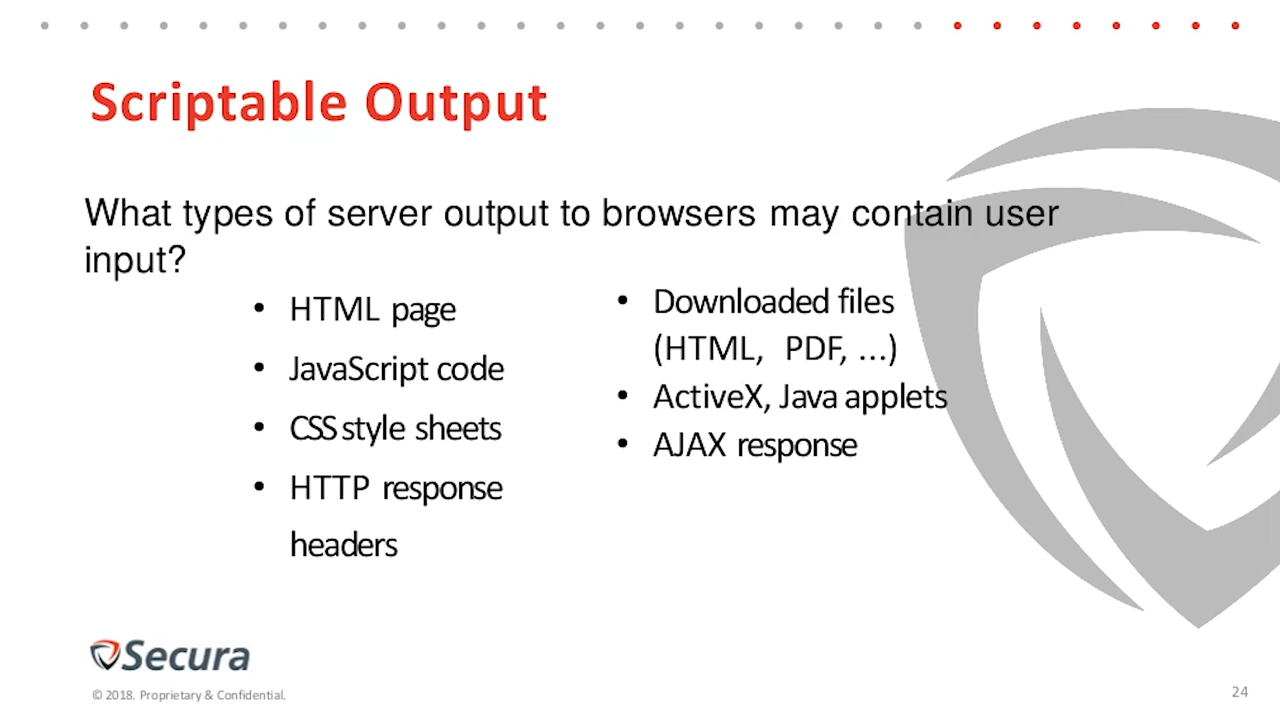 Scriptable Output
What types of server output to browsers may contain user
input?
• HTML page
• JavaScript code
• CSS style sheets
• HTTP response
headers
• Downloaded files
(HTML, PDF, ...)
• ActiveX, Java applets
• AJAX response
Secura
© 2018. Proprietary & Confidential.
24